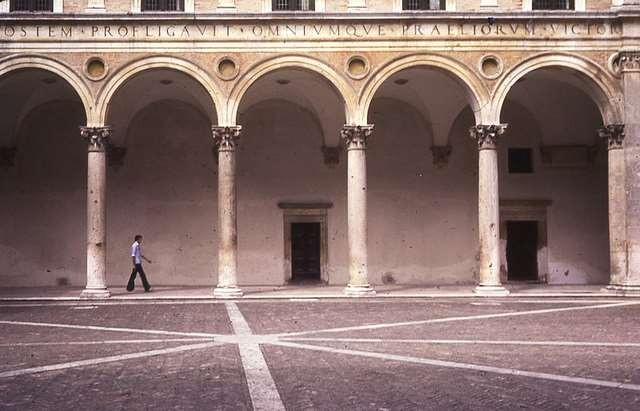 OSTEM · PROFLIGAVIT · OMNIVMQVE · PRAELIORVM · VICTOR